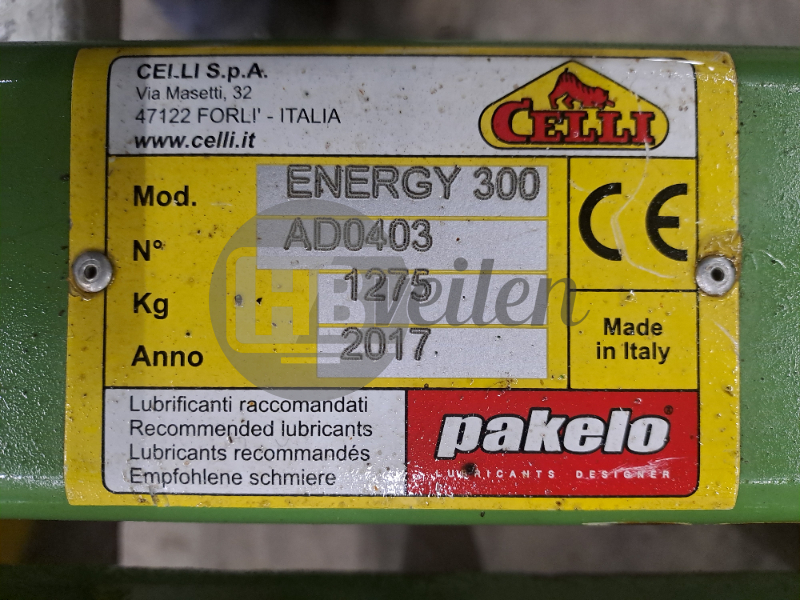 CELLI S.p.A.
Via Masetti, 32
47122 FORLI' - ITALIA
www.celli.it
CELLI
Mod. ENERGY 300
N° AD0403
Kg 1275
Anno 2017
CE
Made
in Italy
HBveilen
Lubrificanti raccomandati
Recommended lubricants
Lubricants recommandés
Empfohlene schmiere
pakelo®
LUBRICANTS DESIGNER